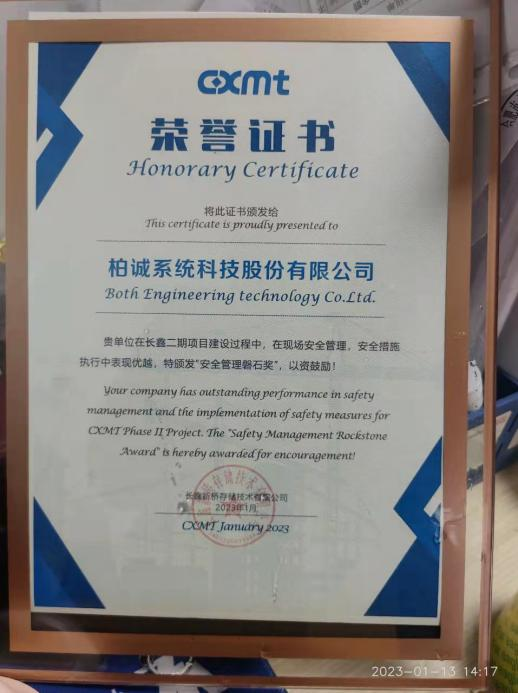 cxmt
荣誉证书
Honorary Certificate
将此证书颁发给
This certificate is proudly presented to
柏诚系统科技股份有限公司
Both Engineering technology Co.Ltd.
贵单位在长鑫二期项目建设过程中，在现场安全管理，安全措施
执行中表现优越，特颁发“安全管理磐石奖”，以资鼓励！
Your company has outstanding performance in safety
management and the implementation of safety measures for
CXMT Phase II Project. The "Safety Management Rockstone
Award" is hereby awarded for encouragement!
长鑫新桥存储技术有限公司
2023年1月
CXMT January 2023
2023-01-13 14:17